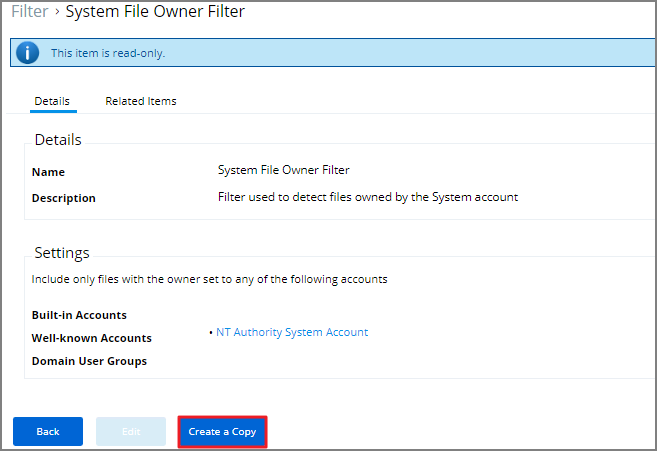 Filter › System File Owner Filter
i This item is read-only.
Details Related Items
Details
Name System File Owner Filter
Description Filter used to detect files owned by the System account
Settings
Include only files with the owner set to any of the following accounts
Built-in Accounts
Well-known Accounts • NT Authority System Account
Domain User Groups
Back Edit Create a Copy